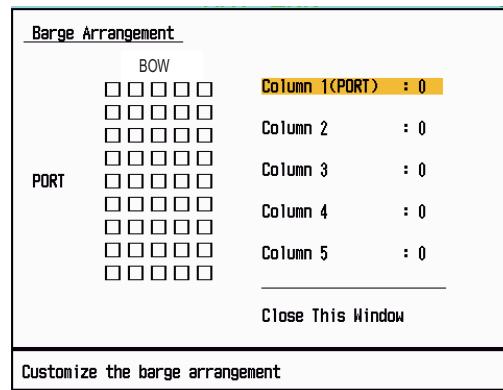 Barge Arrangement
BOW
PORT
Column 1(PORT) : 0
Column 2 : 0
Column 3 : 0
Column 4 : 0
Column 5 : 0
Close This Window
Customize the barge arrangement